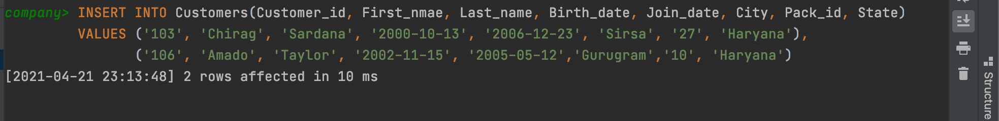 company> INSERT INTO Customers(Customer_id, First_nmae, Last_name, Birth_date, Join_date, City, Pack_id, State)
VALUES ('103', 'Chirag', 'Sardana', '2000-10-13', '2006-12-23', 'Sirsa', '27', 'Haryana'),
('106', 'Amado', 'Taylor', '2002-11-15', '2005-05-12','Gurugram','10', 'Haryana')
[2021-04-21 23:13:48] 2 rows affected in 10 ms
Structure